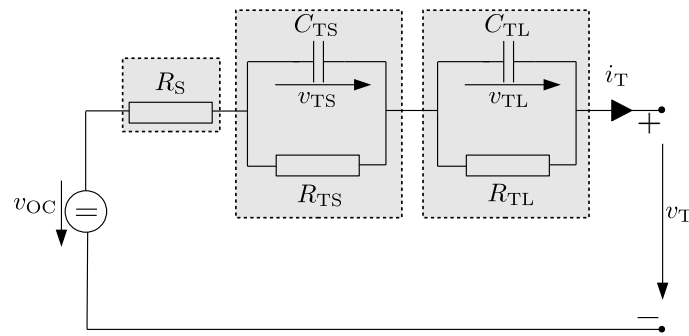 C_TS
C_TL
R_S
i_T
v_TS
v_TL
+
R_TS
R_TL
v_OC
=
v_T
−